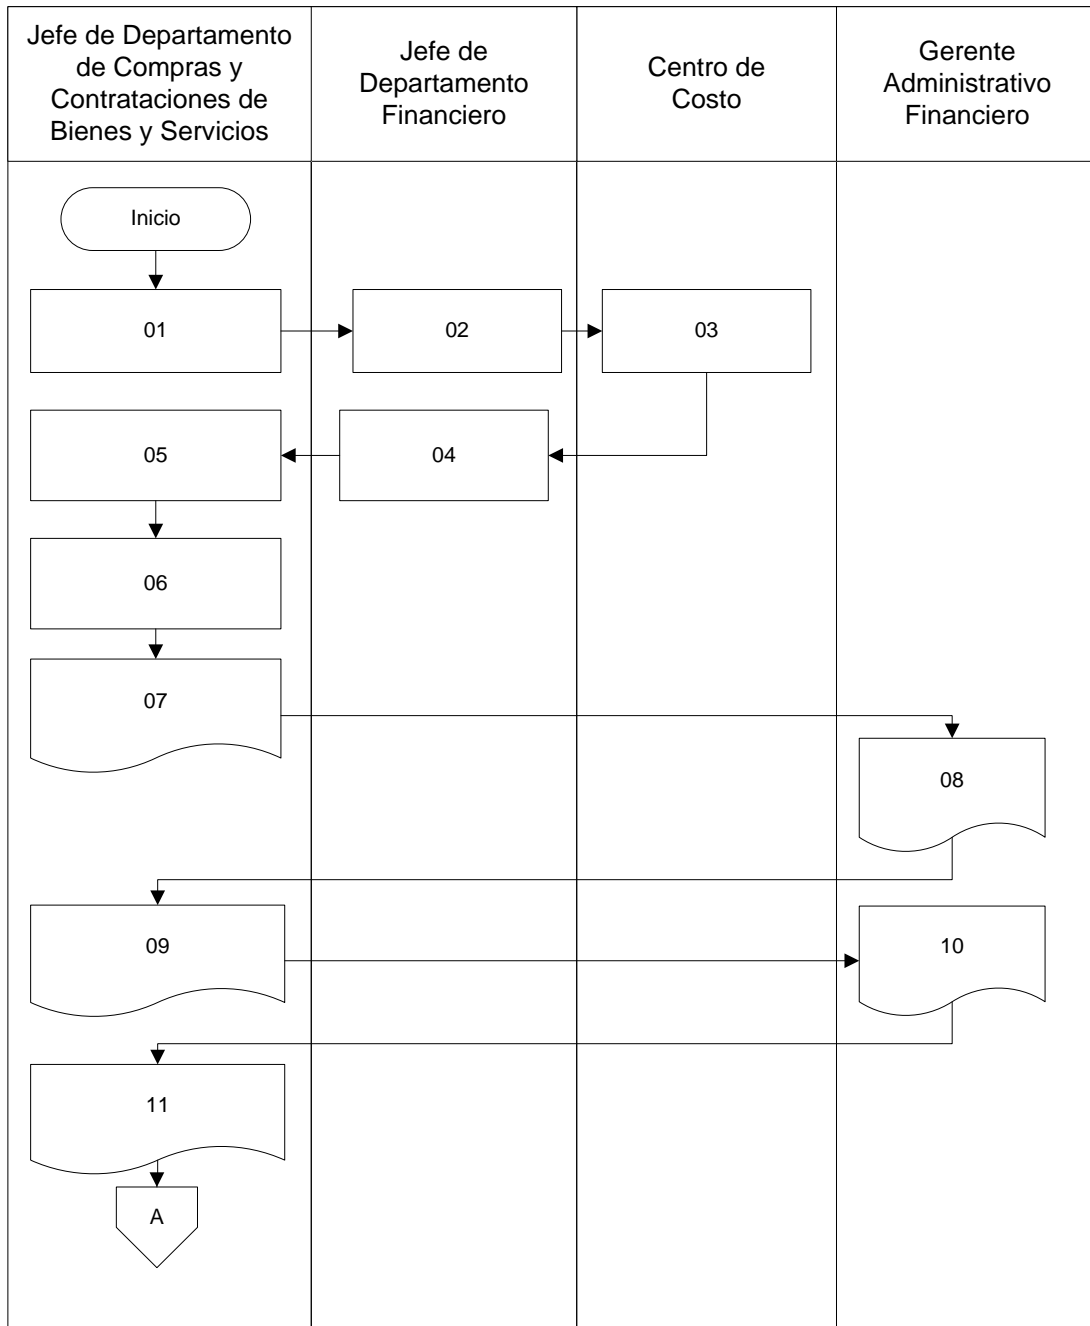 Jefe de Departamento
de Compras y
Contrataciones de
Bienes y Servicios
Jefe de
Departamento
Financiero
Centro de
Costo
Gerente
Administrativo
Financiero
Inicio
01
02
03
05
04
06
07
08
09
10
11
A